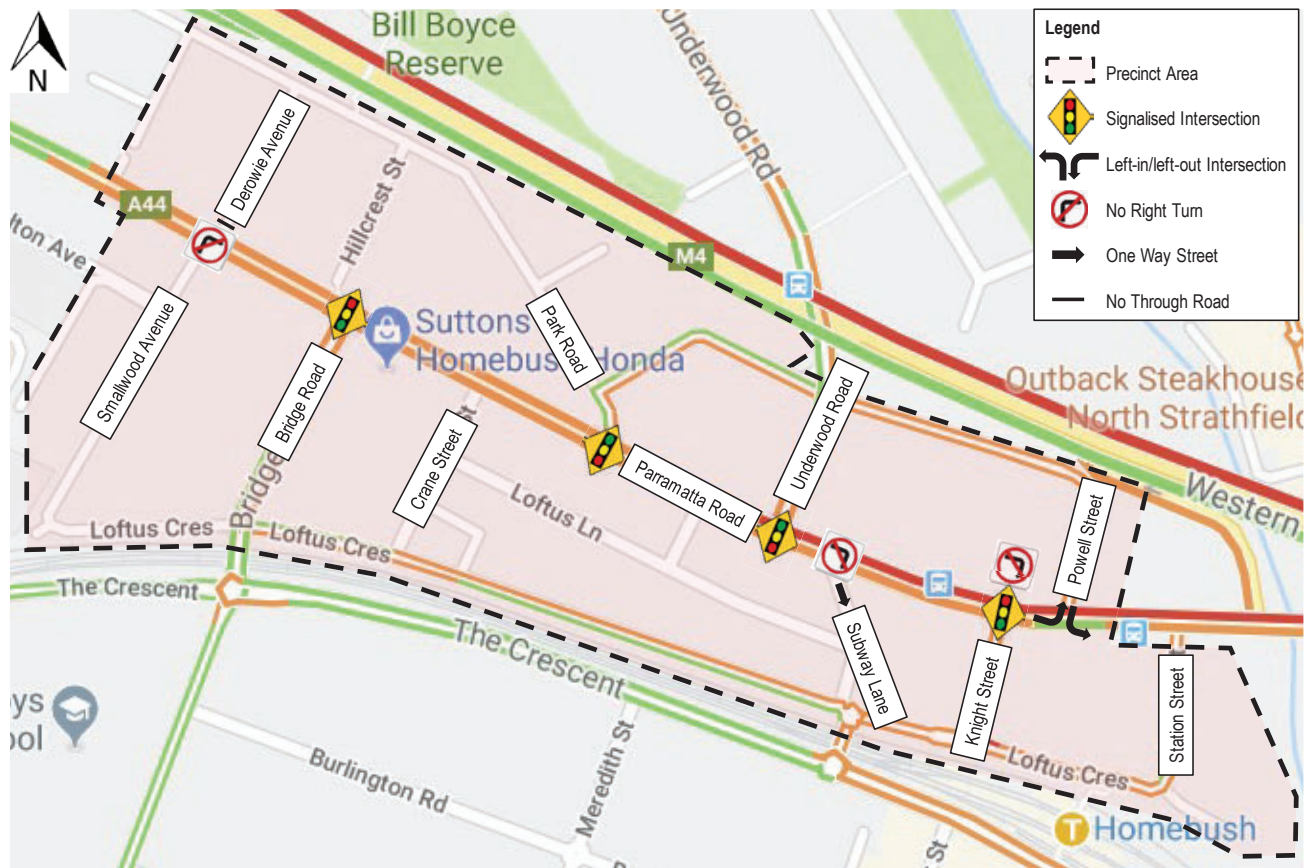 N
Bill Boyce
Reserve
Underwood Rd
Legend
Precinct Area
Signalised Intersection
Left-in/left-out Intersection
No Right Turn
One Way Street
No Through Road
Derowie Avenue
Hillcrest St
A44
lton Ave
M4
Smallwood Avenue
Bridge Road
Suttons
Homebush Honda
Park Road
Outback Steakhouse
North Strathfield
Underwood Road
Crane Street
Parramatta Road
Western
Powell Street
Loftus Ln
Loftus Cres
Bridge
Loftus Cres
The Crescent
The Crescent
Subway Lane
Knight Street
Station Street
Loftus Cres
ys
ol
Meredith St
Burlington Rd
T
Homebush
St